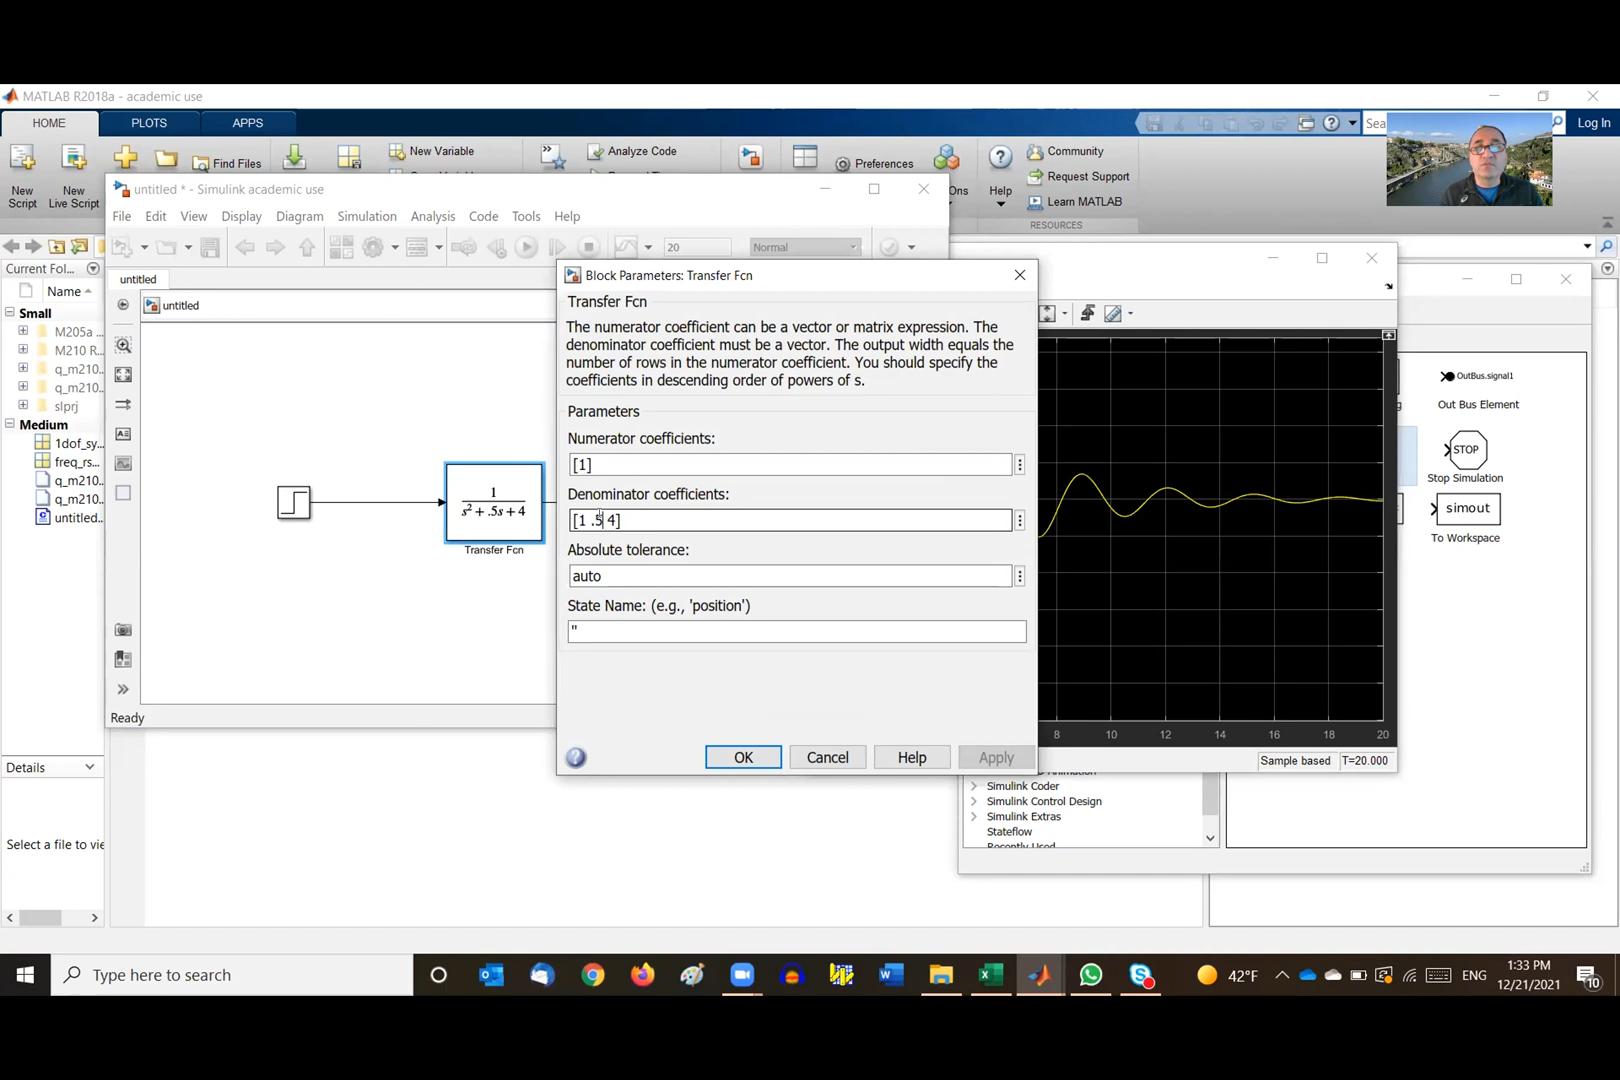 MATLAB R2018a - academic use
HOME
PLOTS
APPS
Sea
Log In
New Script
New Live Script
Find Files
New Variable
Analyze Code
Preferences
Ons
Help
Community
Request Support
Learn MATLAB
RESOURCES
untitled * - Simulink academic use
File Edit View Display Diagram Simulation Analysis Code Tools Help
20
Normal
Current Fol...
Name
Small
M205a
M210 R
q_m210
q_m210
slprj
Medium
1dof_sy...
freq_rs...
q_m210
q_m210
untitled...
untitled
untitled
1
s² + .5s + 4
Transfer Fcn
Ready
Details
Select a file to vie
Block Parameters: Transfer Fcn
Transfer Fcn
The numerator coefficient can be a vector or matrix expression. The
denominator coefficient must be a vector. The output width equals the
number of rows in the numerator coefficient. You should specify the
coefficients in descending order of powers of s.
Parameters
Numerator coefficients:
[1]
Denominator coefficients:
[1 .5 4]
Absolute tolerance:
auto
State Name: (e.g., 'position')
''
OK
Cancel
Help
Apply
8 10 12 14 16 18 20
Sample based
T=20.000
Simulink Coder
Simulink Control Design
Simulink Extras
Stateflow
Recently Used
OutBus.signal1
Out Bus Element
STOP
Stop Simulation
simout
To Workspace
Type here to search
42°F
ENG
1:33 PM
12/21/2021
10